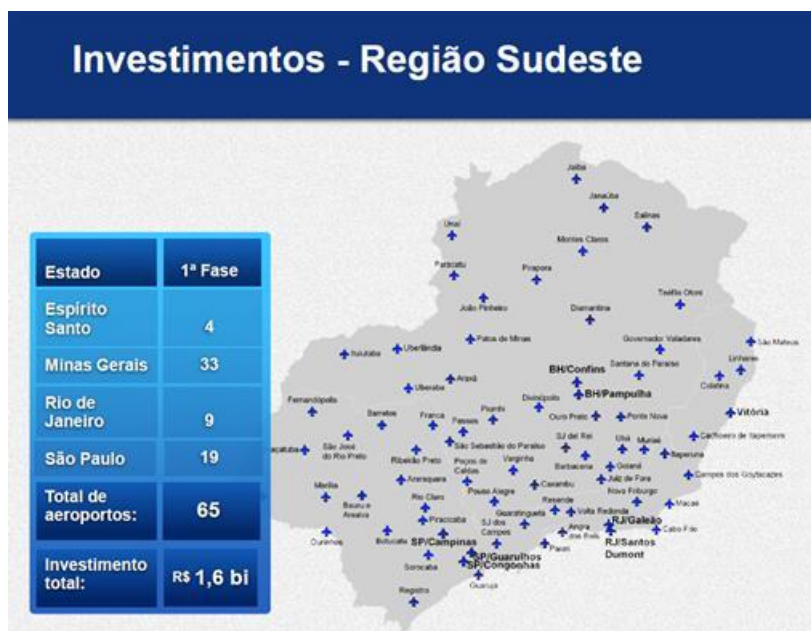 Investimentos - Região Sudeste
Estado 1ª Fase
Espírito
Santo 4
Minas Gerais 33
Rio de
Janeiro 9
São Paulo 19
Total de
aeroportos: 65
Investimento
total: R$ 1,6 bi
Jaíba
Janaúba
Salinas
Unaí
Montes Claros
Paracatu
Pirapora
João Pinheiro
Teófilo Otoni
Diamantina
Patos de Minas
Governador Valadares
São Mateus
Ituiutaba
Uberlândia
BH/Confins
Santana do Paraíso
Linhares
Araxá
Uberaba
Colatina
BH/Pampulha
Fernandópolis
Divinópolis
Vitória
Barretos
Franca
Piumhi
Passos
Ouro Preto
Ponte Nova
SJ del Rei
Ubá
Muriaé
Cachoeiro de Itapemirim
São José
do Rio Preto
São Sebastião do Paraíso
Ribeirão Preto
Poços de
Caldas
Varginha
Barbacena
Goianá
Itaperuna
Araraquara
Caxambu
Juiz de Fora
Campos dos Goytacazes
Marília
Bauru e
Rio Claro
Pouso Alegre
Resende
Nova Friburgo
Guaratinguetá
Volta Redonda
Macaé
Piracicaba
SJ dos
Campos
Angra
dos Reis
RJ/Galeão
Cabo Frio
Ourinhos
Botucatu
SP/Campinas
Parati
RJ/Santos
Dumont
SP/Guarulhos
SP/Congonhas
Sorocaba
Guarujá
Registro